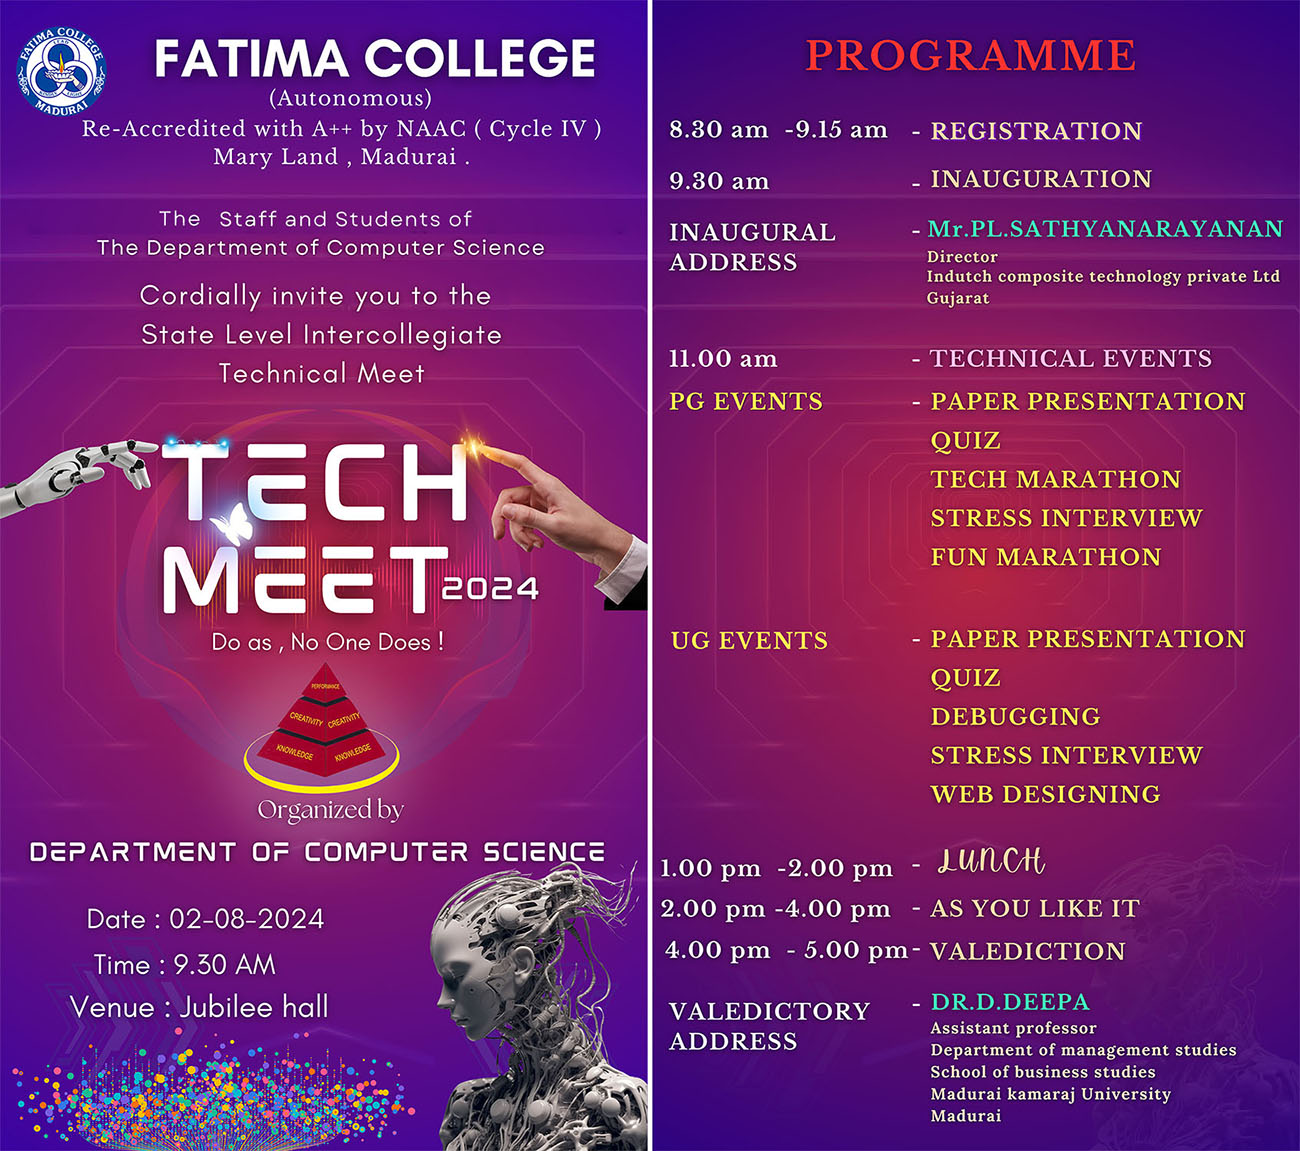 FATIMA COLLEGE
MADURAI
FATIMA COLLEGE
(Autonomous)
Re-Accredited with A++ by NAAC ( Cycle IV )
Mary Land , Madurai .
The Staff and Students of
The Department of Computer Science
Cordially invite you to the
State Level Intercollegiate
Technical Meet
TECH
MEET 2024
Do as , No One Does !
PERFORMANCE
CREATIVITY CREATIVITY
KNOWLEDGE KNOWLEDGE
Organized by
DEPARTMENT OF COMPUTER SCIENCE
Date : 02-08-2024
Time : 9.30 AM
Venue : Jubilee hall
PROGRAMME
8.30 am -9.15 am - REGISTRATION
9.30 am - INAUGURATION
INAUGURAL - Mr.PL.SATHYANARAYANAN
ADDRESS
Director
Indutch composite technology private Ltd
Gujarat
11.00 am - TECHNICAL EVENTS
PG EVENTS - PAPER PRESENTATION
QUIZ
TECH MARATHON
STRESS INTERVIEW
FUN MARATHON
UG EVENTS - PAPER PRESENTATION
QUIZ
DEBUGGING
STRESS INTERVIEW
WEB DESIGNING
1.00 pm -2.00 pm - LUNCH
2.00 pm -4.00 pm - AS YOU LIKE IT
4.00 pm - 5.00 pm - VALEDICTION
VALEDICTORY - DR.D.DEEPA
ADDRESS
Assistant professor
Department of management studies
School of business studies
Madurai kamaraj University
Madurai